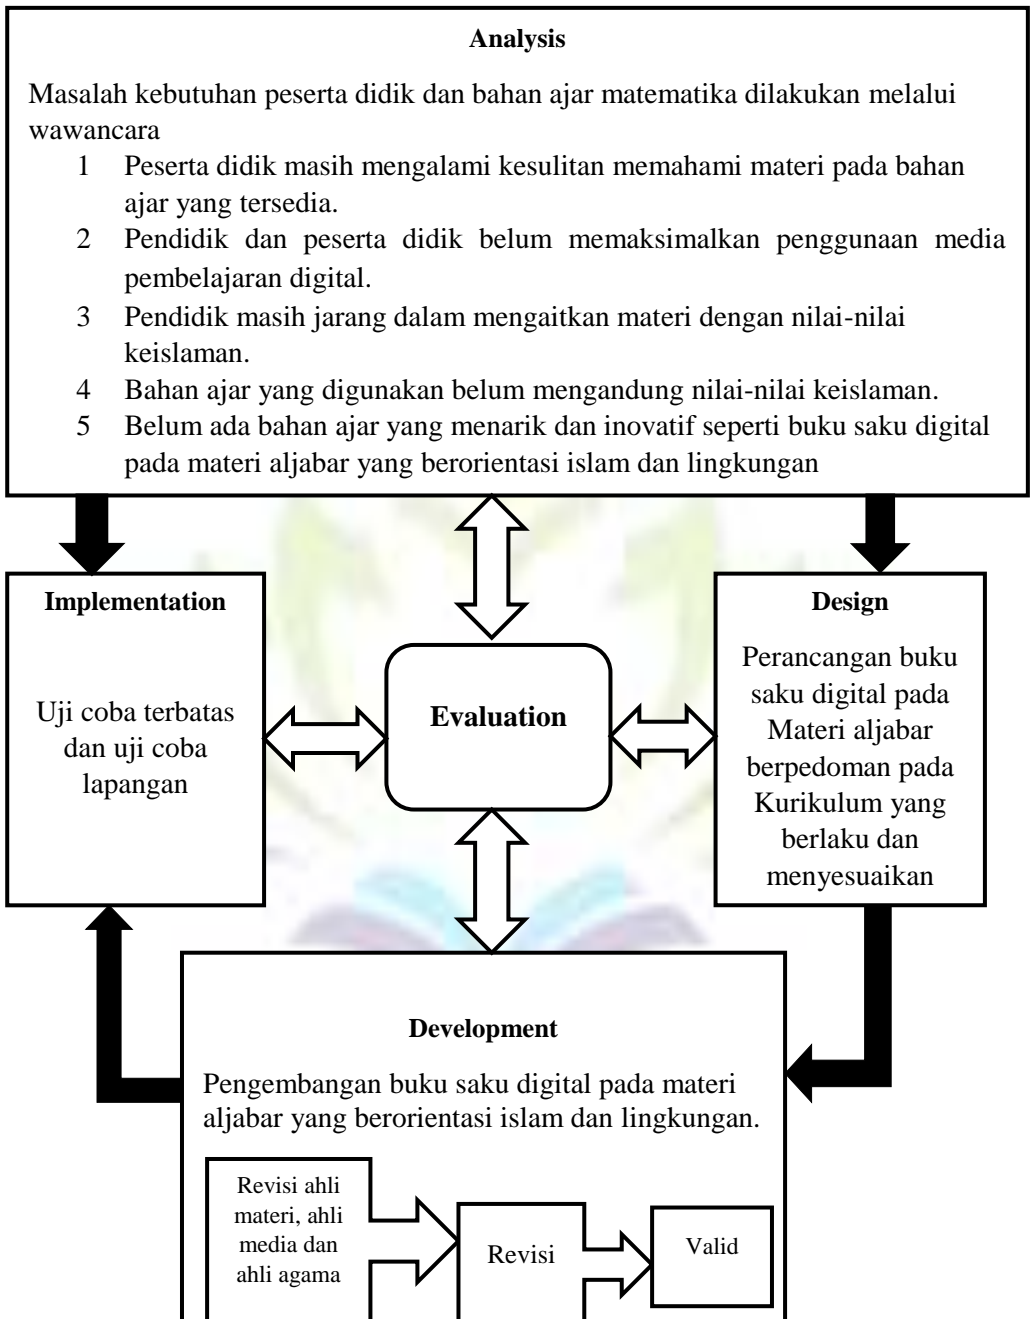 Analysis
Masalah kebutuhan peserta didik dan bahan ajar matematika dilakukan melalui
wawancara
1 Peserta didik masih mengalami kesulitan memahami materi pada bahan
ajar yang tersedia.
2 Pendidik dan peserta didik belum memaksimalkan penggunaan media
pembelajaran digital.
3 Pendidik masih jarang dalam mengaitkan materi dengan nilai-nilai
keislaman.
4 Bahan ajar yang digunakan belum mengandung nilai-nilai keislaman.
5 Belum ada bahan ajar yang menarik dan inovatif seperti buku saku digital
pada materi aljabar yang berorientasi islam dan lingkungan
Implementation
Uji coba terbatas
dan uji coba
lapangan
Evaluation
Design
Perancangan buku
saku digital pada
Materi aljabar
berpedoman pada
Kurikulum yang
berlaku dan
menyesuaikan
Development
Pengembangan buku saku digital pada materi
aljabar yang berorientasi islam dan lingkungan.
Revisi ahli
materi, ahli
media dan
ahli agama
Revisi
Valid